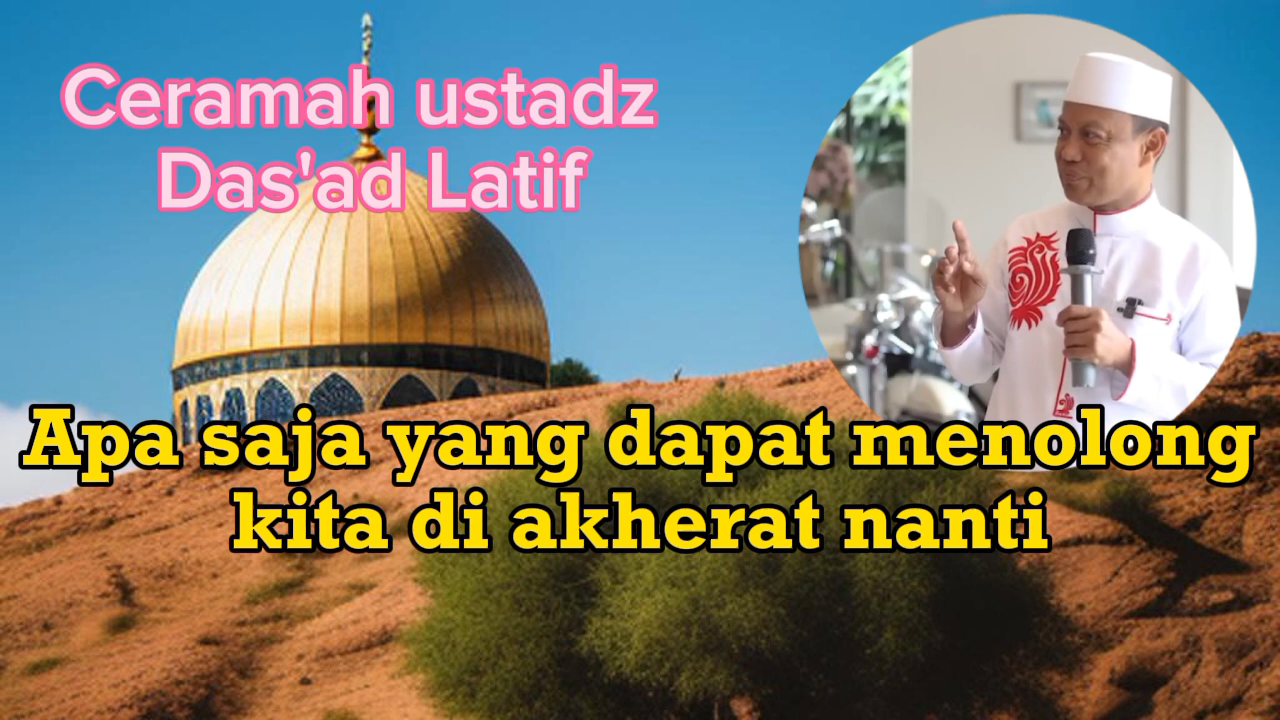 Ceramah ustadz
Das'ad Latif
Apa saja yang dapat menolong
kita di akherat nanti